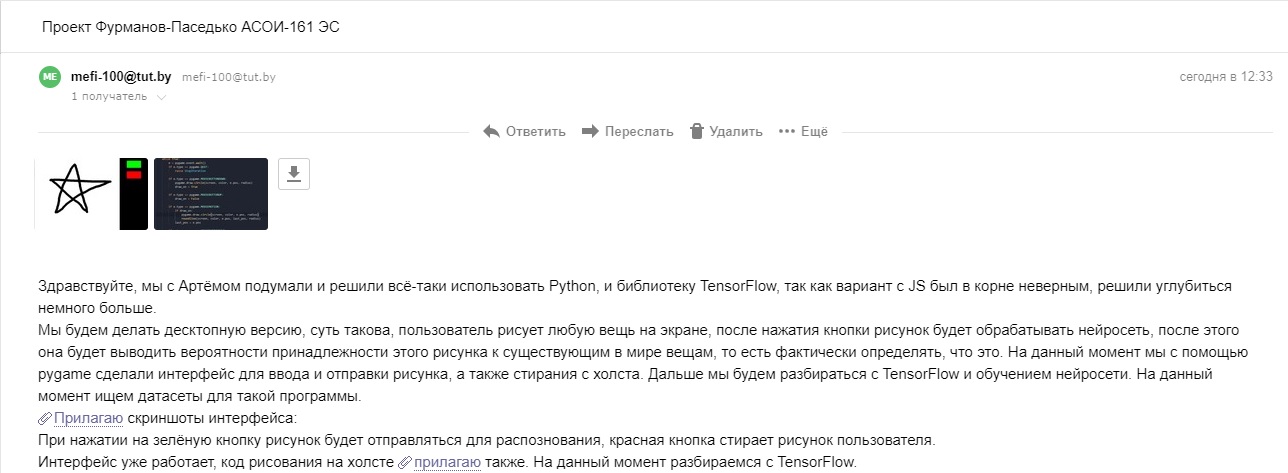 Проект Фурманов-Паседько АСОИ-161 ЭС
ME mefi-100@tut.by mefi-100@tut.by сегодня в 12:33
1 получатель
Ответить Переслать Удалить Ещё
Здравствуйте, мы с Артёмом подумали и решили всё-таки использовать Python, и библиотеку TensorFlow, так как вариант с JS был в корне неверным, решили углубиться
немного больше.
Мы будем делать десктопную версию, суть такова, пользователь рисует любую вещь на экране, после нажатия кнопки рисунок будет обрабатывать нейросеть, после этого
она будет выводить вероятности принадлежности этого рисунка к существующим в мире вещам, то есть фактически определять, что это. На данный момент мы с помощью
pygame сделали интерфейс для ввода и отправки рисунка, а также стирания с холста. Дальше мы будем разбираться с TensorFlow и обучением нейросети. На данный
момент ищем датасеты для такой программы.
Прилагаю скриншоты интерфейса:
При нажатии на зелёную кнопку рисунок будет отправляться для распознования, красная кнопка стирает рисунок пользователя.
Интерфейс уже работает, код рисования на холсте прилагаю также. На данный момент разбираемся с TensorFlow.